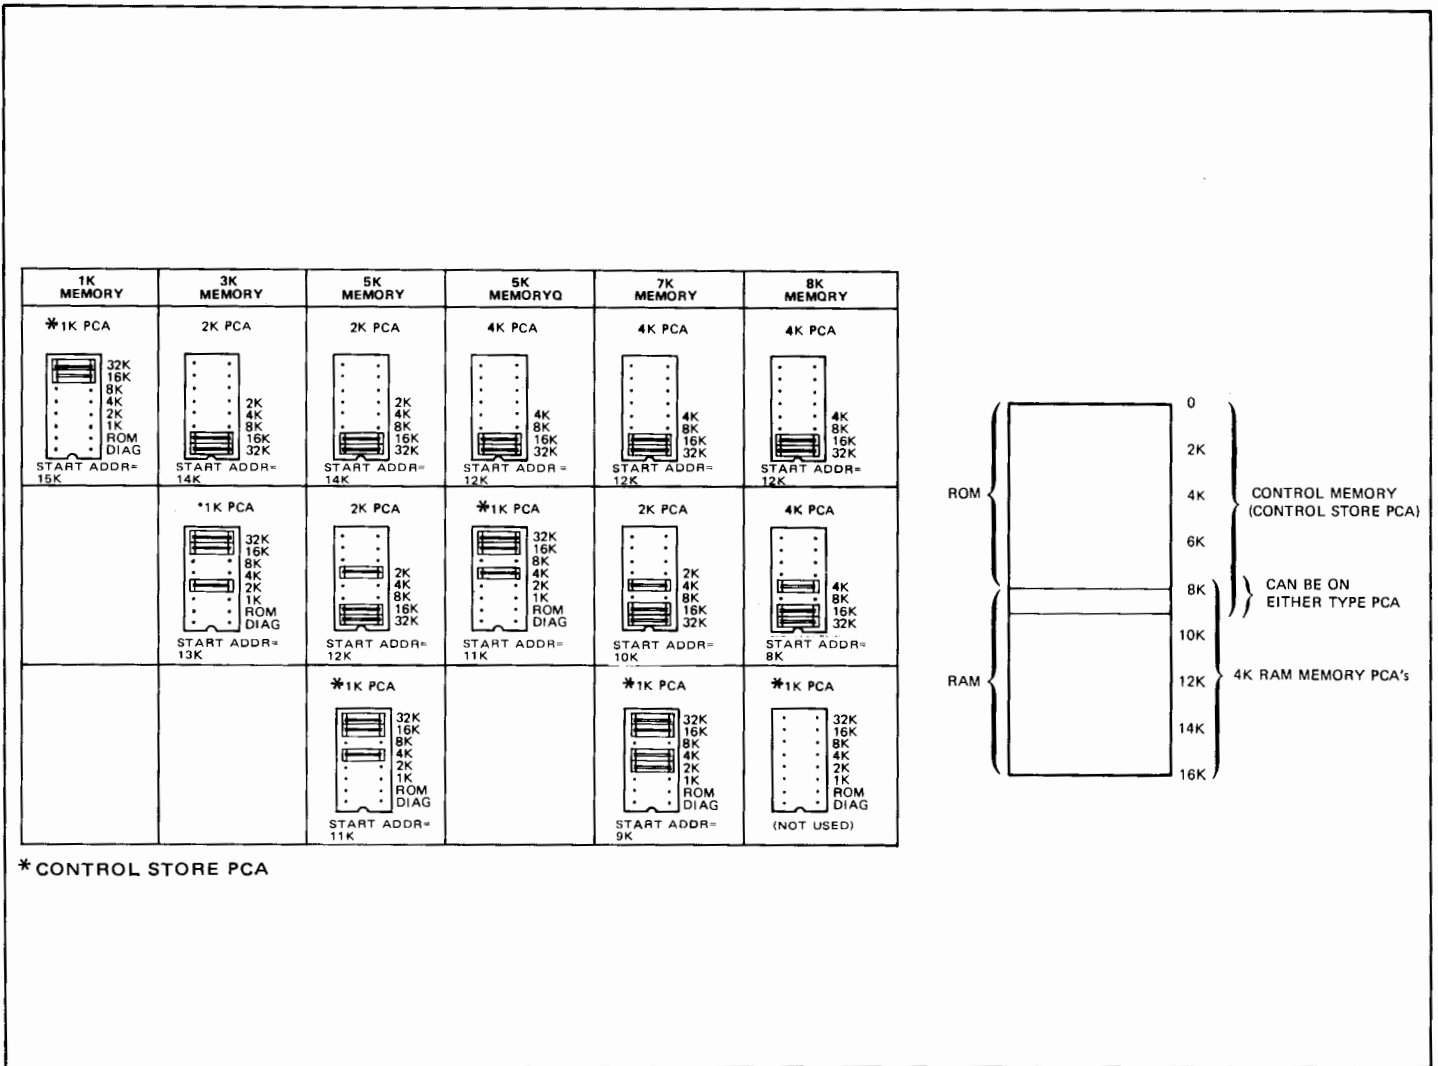 1K MEMORY
3K MEMORY
5K MEMORY
5K MEMORYQ
7K MEMORY
8K MEMORY
*1K PCA
32K
16K
8K
4K
2K
1K
ROM
DIAG
START ADDR=
15K
2K PCA
2K
4K
8K
16K
32K
START ADDR=
14K
2K PCA
2K
4K
8K
16K
32K
START ADDR=
14K
4K PCA
4K
8K
16K
32K
START ADDR=
12K
4K PCA
4K
8K
16K
32K
START ADDR=
12K
4K PCA
4K
8K
16K
32K
START ADDR=
12K
*1K PCA
32K
16K
8K
4K
2K
1K
ROM
DIAG
START ADDR=
13K
2K PCA
2K
4K
8K
16K
32K
START ADDR=
12K
*1K PCA
32K
16K
8K
4K
2K
1K
ROM
DIAG
START ADDR=
11K
2K PCA
2K
4K
8K
16K
32K
START ADDR=
10K
4K PCA
4K
8K
16K
32K
START ADDR=
8K
*1K PCA
32K
16K
8K
4K
2K
1K
ROM
DIAG
START ADDR=
11K
*1K PCA
32K
16K
8K
4K
2K
1K
ROM
DIAG
START ADDR=
9K
*1K PCA
32K
16K
8K
4K
2K
1K
ROM
DIAG
(NOT USED)
* CONTROL STORE PCA
ROM
RAM
0
2K
4K
6K
8K
10K
12K
14K
16K
CONTROL MEMORY
(CONTROL STORE PCA)
CAN BE ON
EITHER TYPE PCA
4K RAM MEMORY PCA's